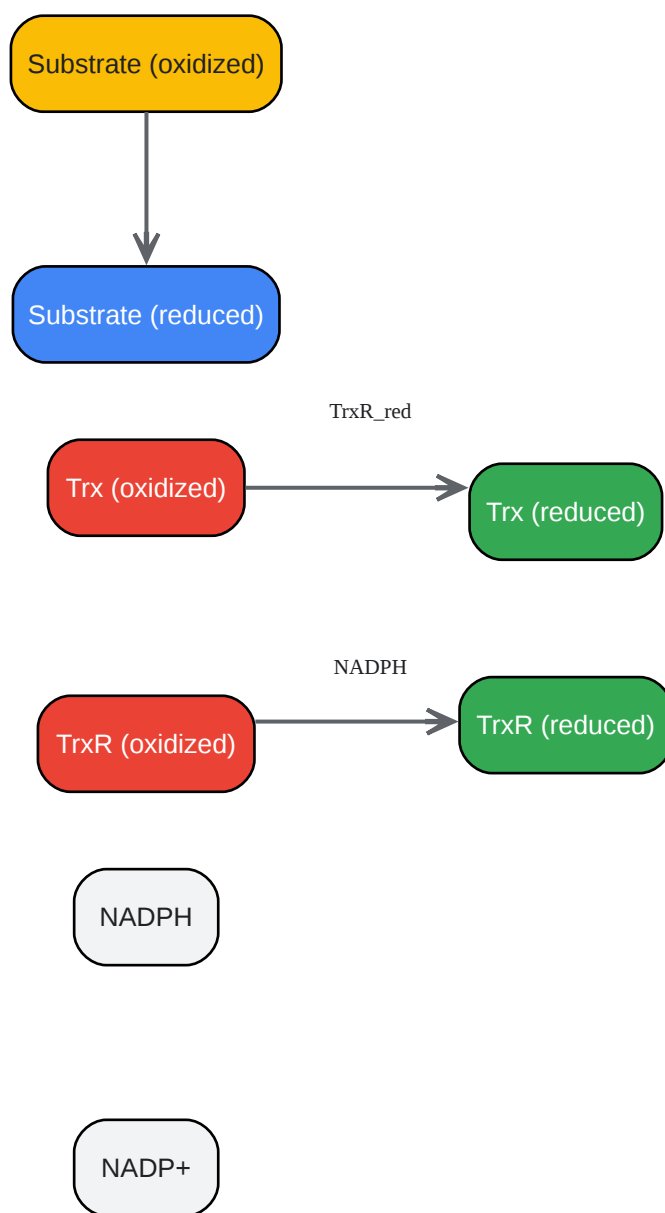 Substrate (oxidized)
Substrate (reduced)
TrxR_red
Trx (oxidized)
Trx (reduced)
NADPH
TrxR (oxidized)
TrxR (reduced)
NADPH
NADP+